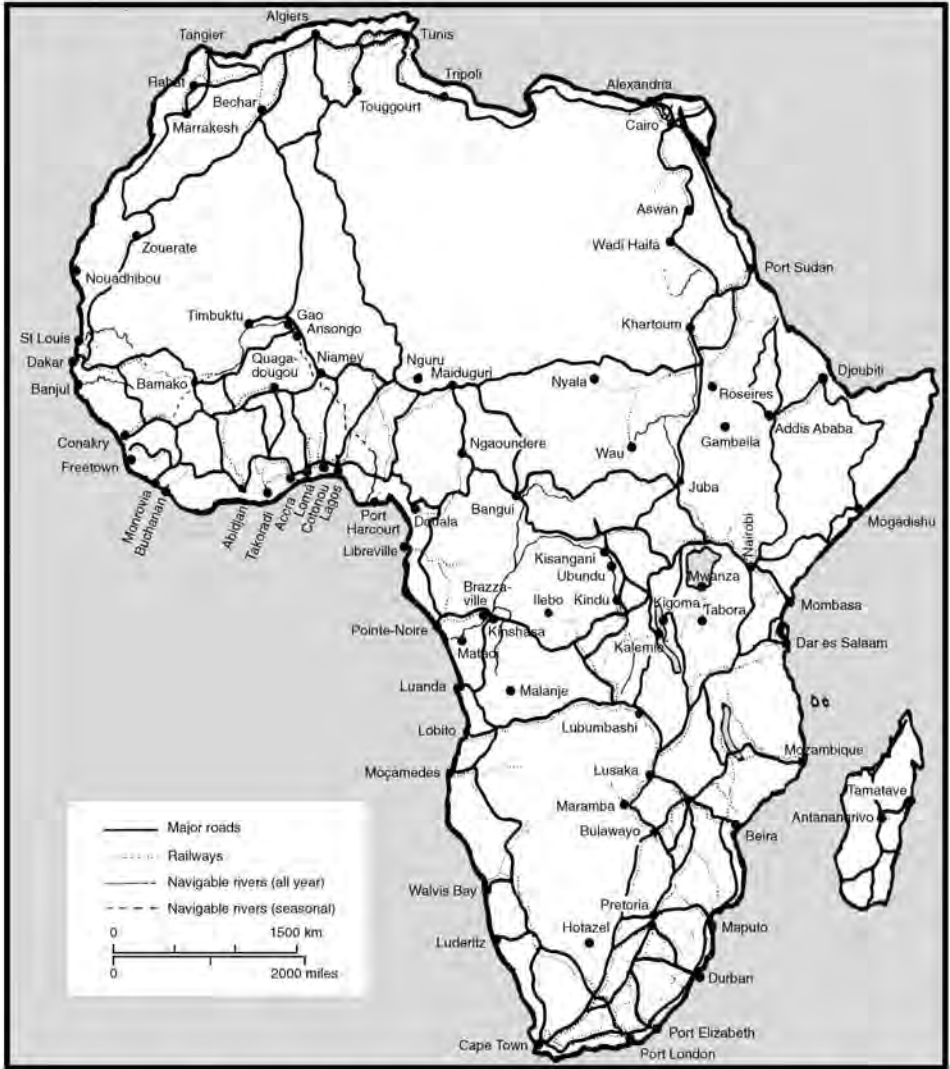 Algiers
Tangier
Tunis
Rabat
Tripoli
Bechar
Touggourt
Alexandria
Marrakesh
Cairo
Aswan
Zouerate
Wadi Haifa
Nouadhibou
Port Sudan
Timbuktu
Gao
Ansongo
Khartoum
St Louis
Dakar
Quaga-
dougou
Niamey
Nguru
Maiduguri
Nyala
Djoubiti
Banjul
Bamako
Roseires
Addis Ababa
Conakry
Ngaoundere
Wau
Gambella
Freetown
Juba
Monrovia
Buchanan
Abidjan
Takoradi
Accra
Loma
Cotonou
Lagos
Port
Harcourt
Douala
Bangui
Nairobi
Mogadishu
Libreville
Kisangani
Ubundu
Mwanza
Brazza-
ville
Ilebo
Kindu
Kigoma
Tabora
Mombasa
Pointe-Noire
Kinshasa
Matadi
Kalemie
Dar es Salaam
Luanda
Malanje
Lobito
Lubumbashi
Moçamedes
Lusaka
Mozambique
Maramba
Tamatave
Antananarivo
Bulawayo
Beira
Major roads
Railways
Navigable rivers (all year)
Navigable rivers (seasonal)
0 1500 km
0 2000 miles
Walvis Bay
Pretoria
Hotazel
Maputo
Luderitz
Durban
Cape Town
Port Elizabeth
Port London